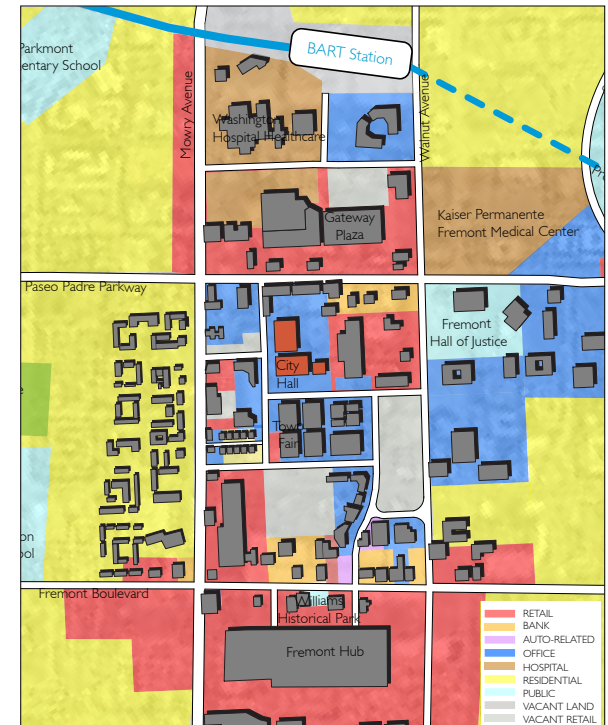 BART Station
Parkmont
entary School
Mowry Avenue
Walnut Avenue
Washington
Hospital Healthcare
Kaiser Permanente
Fremont Medical Center
Gateway
Plaza
Paseo Padre Parkway
Fremont
Hall of Justice
City
Hall
Town
Fair
on
ool
Fremont Boulevard
Williams
Historical Park
Fremont Hub
RETAIL
BANK
AUTO-RELATED
OFFICE
HOSPITAL
RESIDENTIAL
PUBLIC
VACANT LAND
VACANT RETAIL